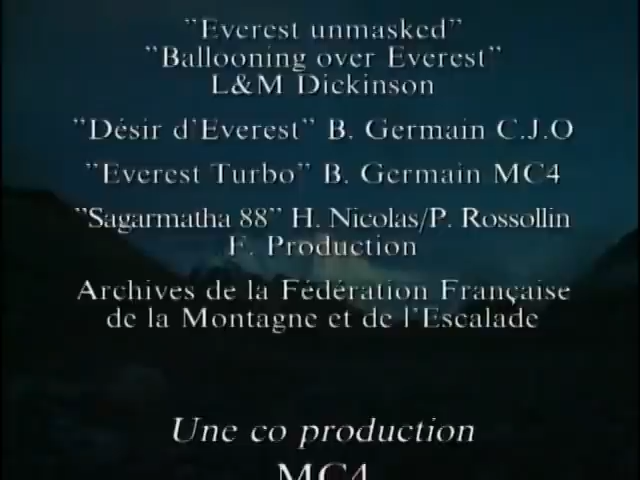 "Everest unmasked"
"Ballooning over Everest"
L&M Dickinson
"Désir d'Everest" B. Germain C.J.O
"Everest Turbo" B. Germain MC4
"Sagarmatha 88" H. Nicolas/P. Rossollin
F. Production
Archives de la Fédération Française
de la Montagne et de l'Escalade
Une co production
MC4